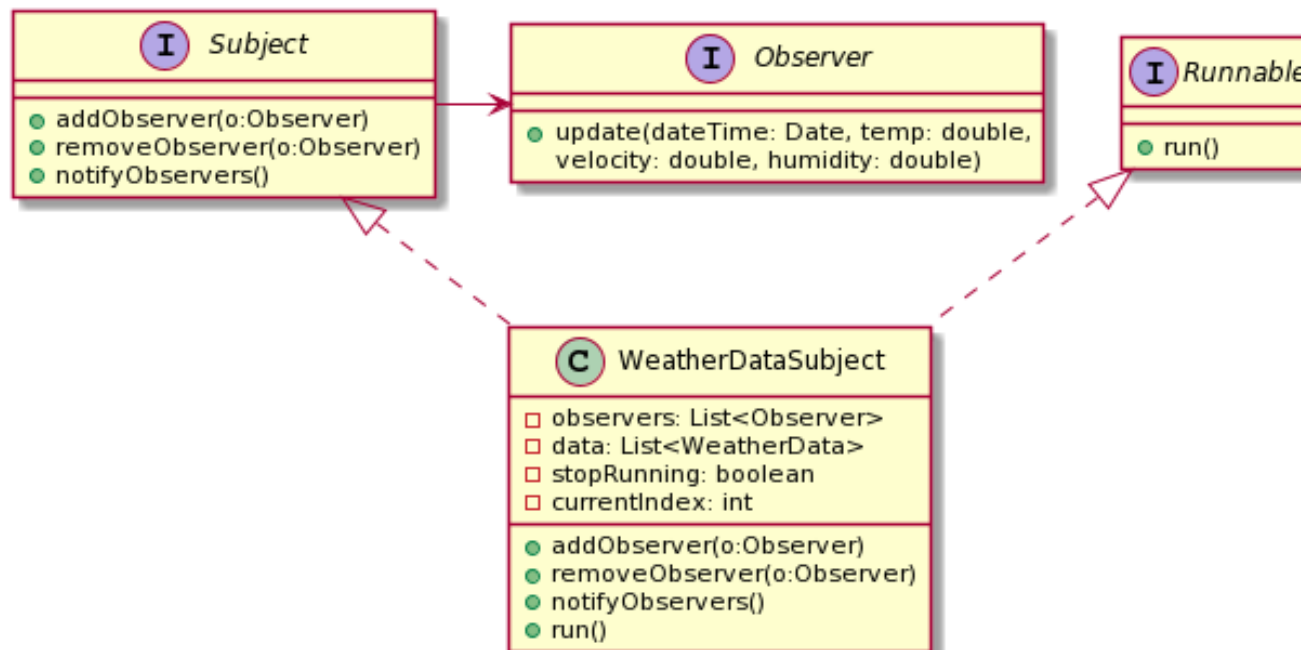 I Subject
addObserver(o:Observer)
removeObserver(o:Observer)
notifyObservers()
I Observer
update(dateTime: Date, temp: double,
velocity: double, humidity: double)
I Runnable
run()
C WeatherDataSubject
observers: List<Observer>
data: List<WeatherData>
stopRunning: boolean
currentIndex: int
addObserver(o:Observer)
removeObserver(o:Observer)
notifyObservers()
run()